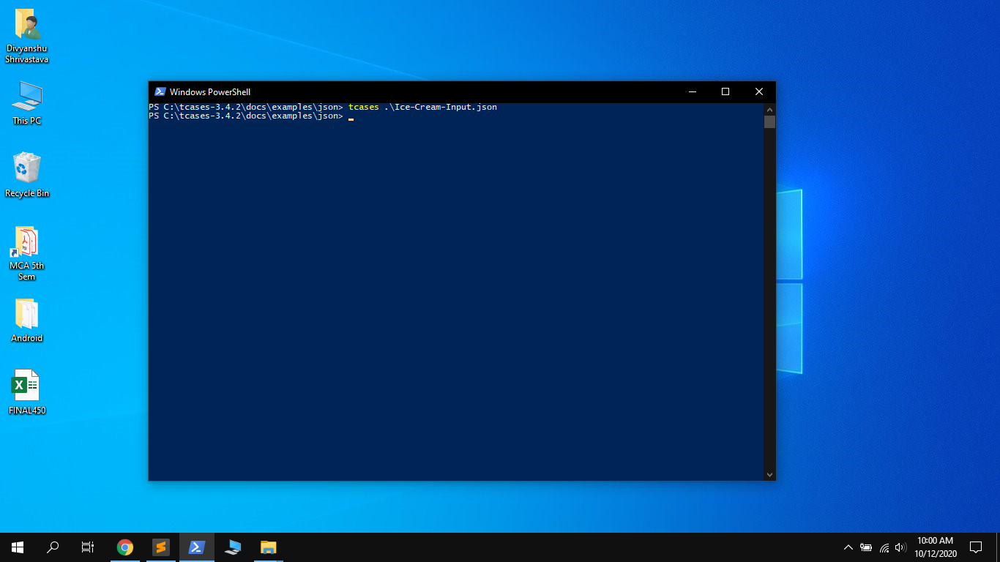 Divyanshu
Shrivastava
This PC
Recycle Bin
MCA 5th
Sem
Android
FINAL450
Windows PowerShell
PS C:\tcases-3.4.2\docs\examples\json> tcases .\Ice-Cream-Input.json
PS C:\tcases-3.4.2\docs\examples\json>
10:00 AM
10/12/2020